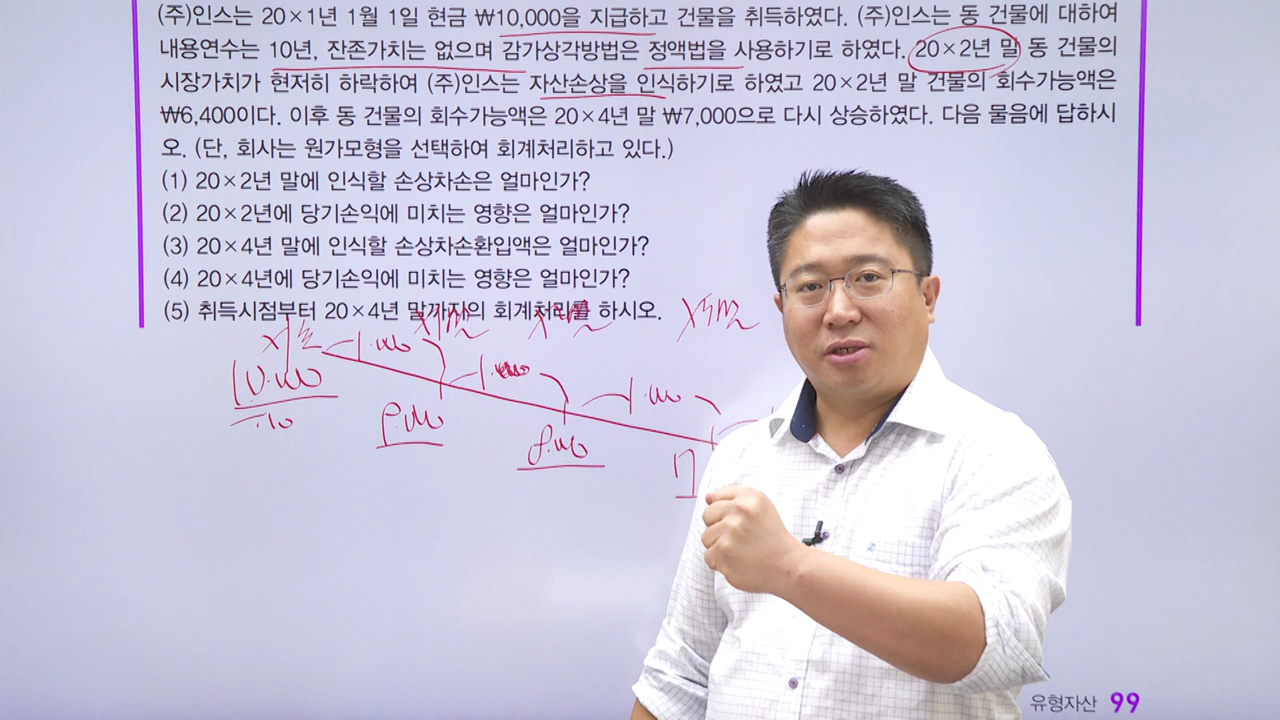 (주)인스는 20×1년 1월 1일 현금 ₩10,000을 지급하고 건물을 취득하였다. (주)인스는 동 건물에 대하여
내용연수는 10년, 잔존가치는 없으며 감가상각방법은 정액법을 사용하기로 하였다. 20×2년 말 동 건물의
시장가치가 현저히 하락하여 (주)인스는 자산손상을 인식하기로 하였고 20×2년 말 건물의 회수가능액은
₩6,400이다. 이후 동 건물의 회수가능액은 20×4년 말 ₩7,000으로 다시 상승하였다. 다음 물음에 답하시
오. (단, 회사는 원가모형을 선택하여 회계처리하고 있다.)
(1) 20×2년 말에 인식할 손상차손은 얼마인가?
(2) 20×2년에 당기손익에 미치는 영향은 얼마인가?
(3) 20×4년 말에 인식할 손상차손환입액은 얼마인가?
(4) 20×4년에 당기손익에 미치는 영향은 얼마인가?
(5) 취득시점부터 20×4년 말까지의 회계처리를 하시오.
10.000
÷10
유형자산 99